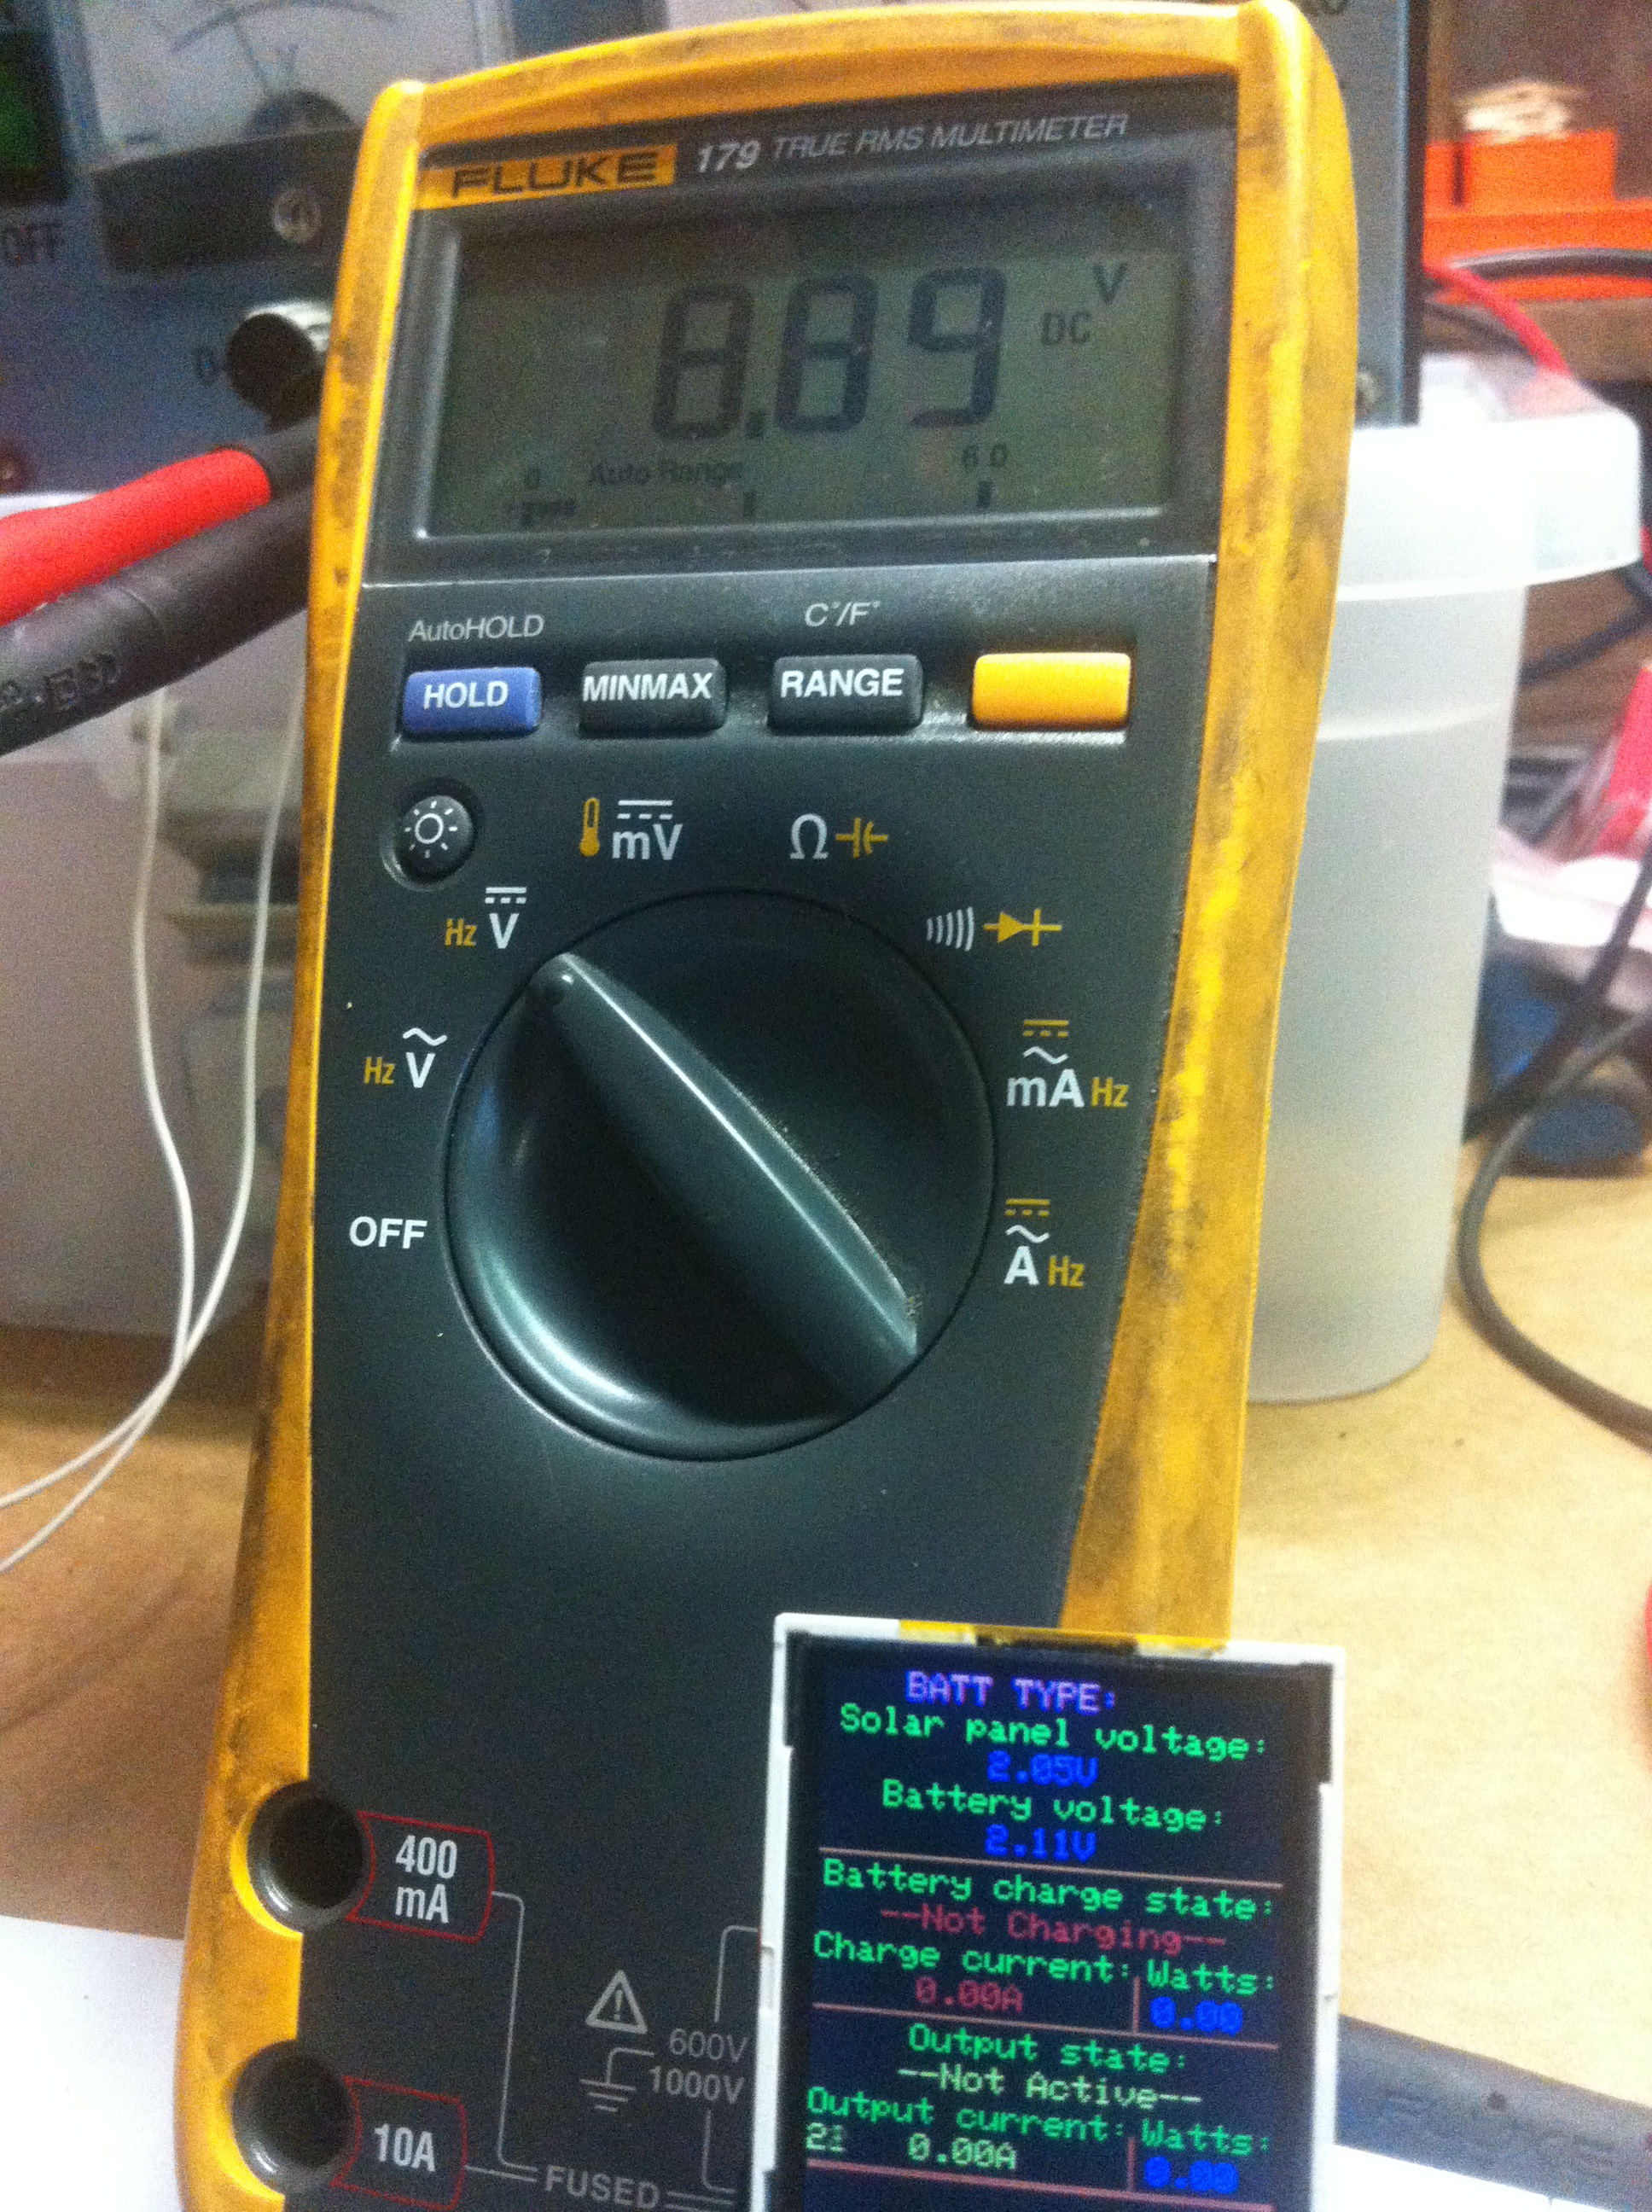 FLUKE 179 TRUE RMS MULTIMETER
8.89 V DC
0 Auto Range 60
AutoHOLD C°/F°
HOLD MINMAX RANGE
mV Ω
Hz V
Hz V
mA Hz
OFF
A Hz
400 mA
600V
1000V
10A
FUSED
BATT TYPE:
Solar panel voltage:
2.05V
Battery voltage:
2.11V
Battery charge state:
--Not Charging--
Charge current: Watts:
0.00A 0.00
Output state:
--Not Active--
Output current: Watts:
0.00A 0.00
OFF